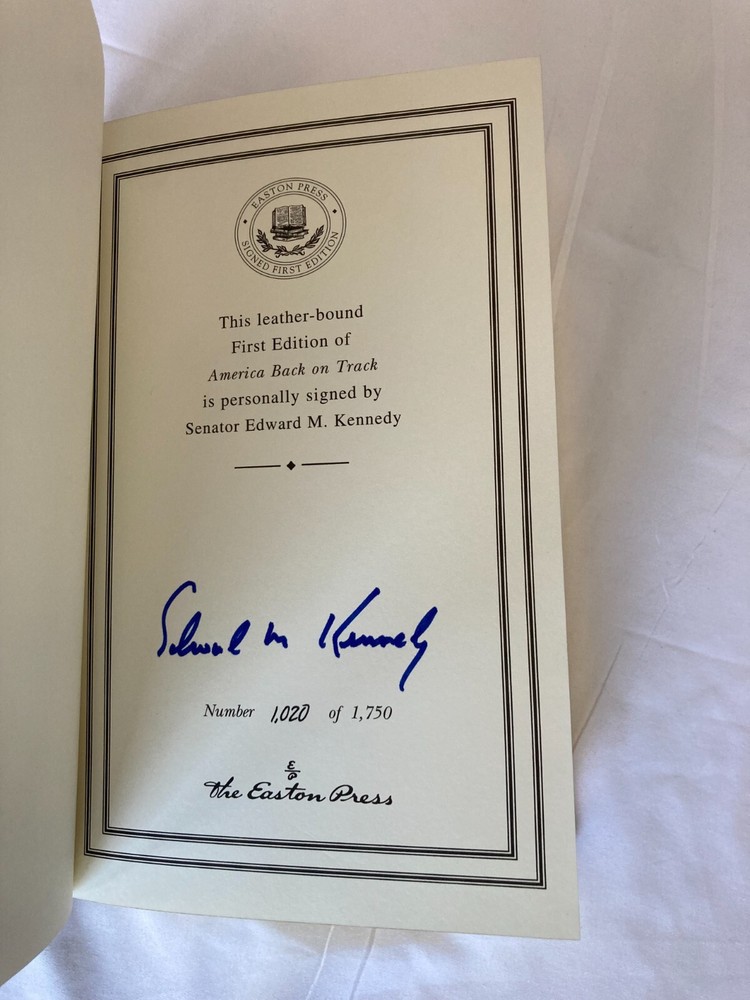 EASTON PRESS
SIGNED FIRST EDITION
This leather-bound
First Edition of
America Back on Track
is personally signed by
Senator Edward M. Kennedy
Edward M Kennedy
Number 1,020 of 1,750
E
P
The Easton Press